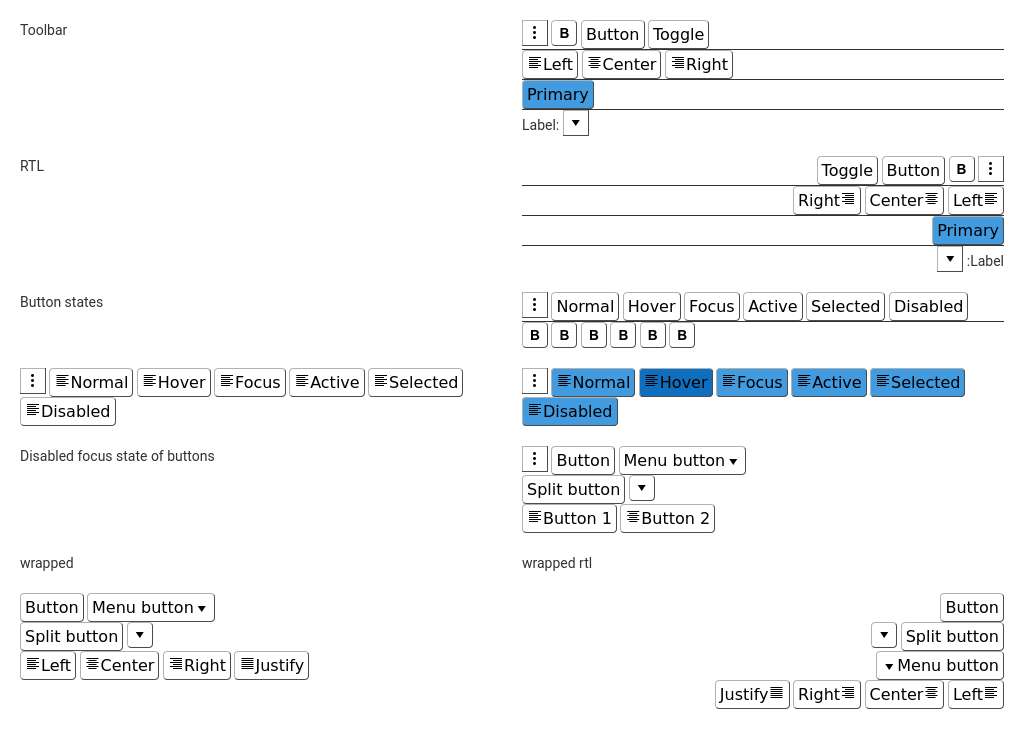 Toolbar
B Button Toggle
Left Center Right
Primary
Label:
RTL
Toggle Button B
Right Center Left
Primary
:Label
Button states
Normal Hover Focus Active Selected Disabled
B B B B B B
Normal Hover Focus Active Selected
Disabled
Normal Hover Focus Active Selected
Disabled
Disabled focus state of buttons
Button Menu button
Split button
Button 1 Button 2
wrapped
Button Menu button
Split button
Left Center Right Justify
wrapped rtl
Button
Split button
Menu button
Justify Right Center Left